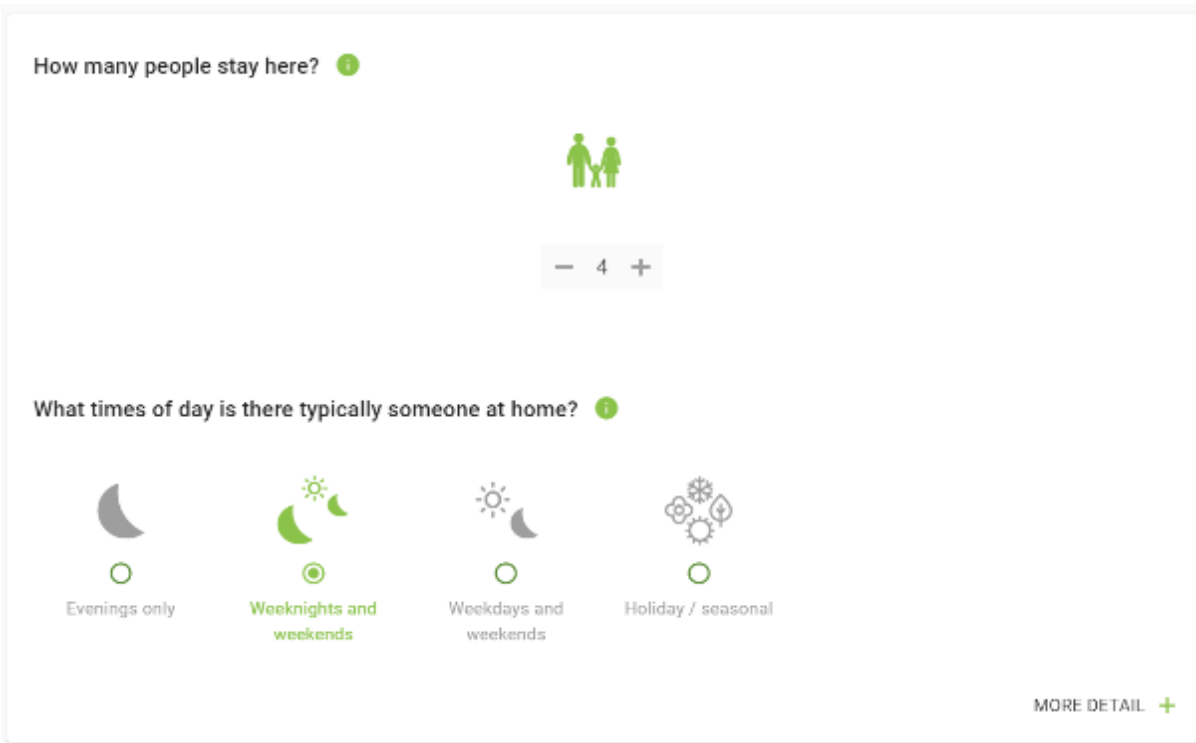 How many people stay here?
− 4 +
What times of day is there typically someone at home?
Evenings only
Weeknights and
weekends
Weekdays and
weekends
Holiday / seasonal
MORE DETAIL +